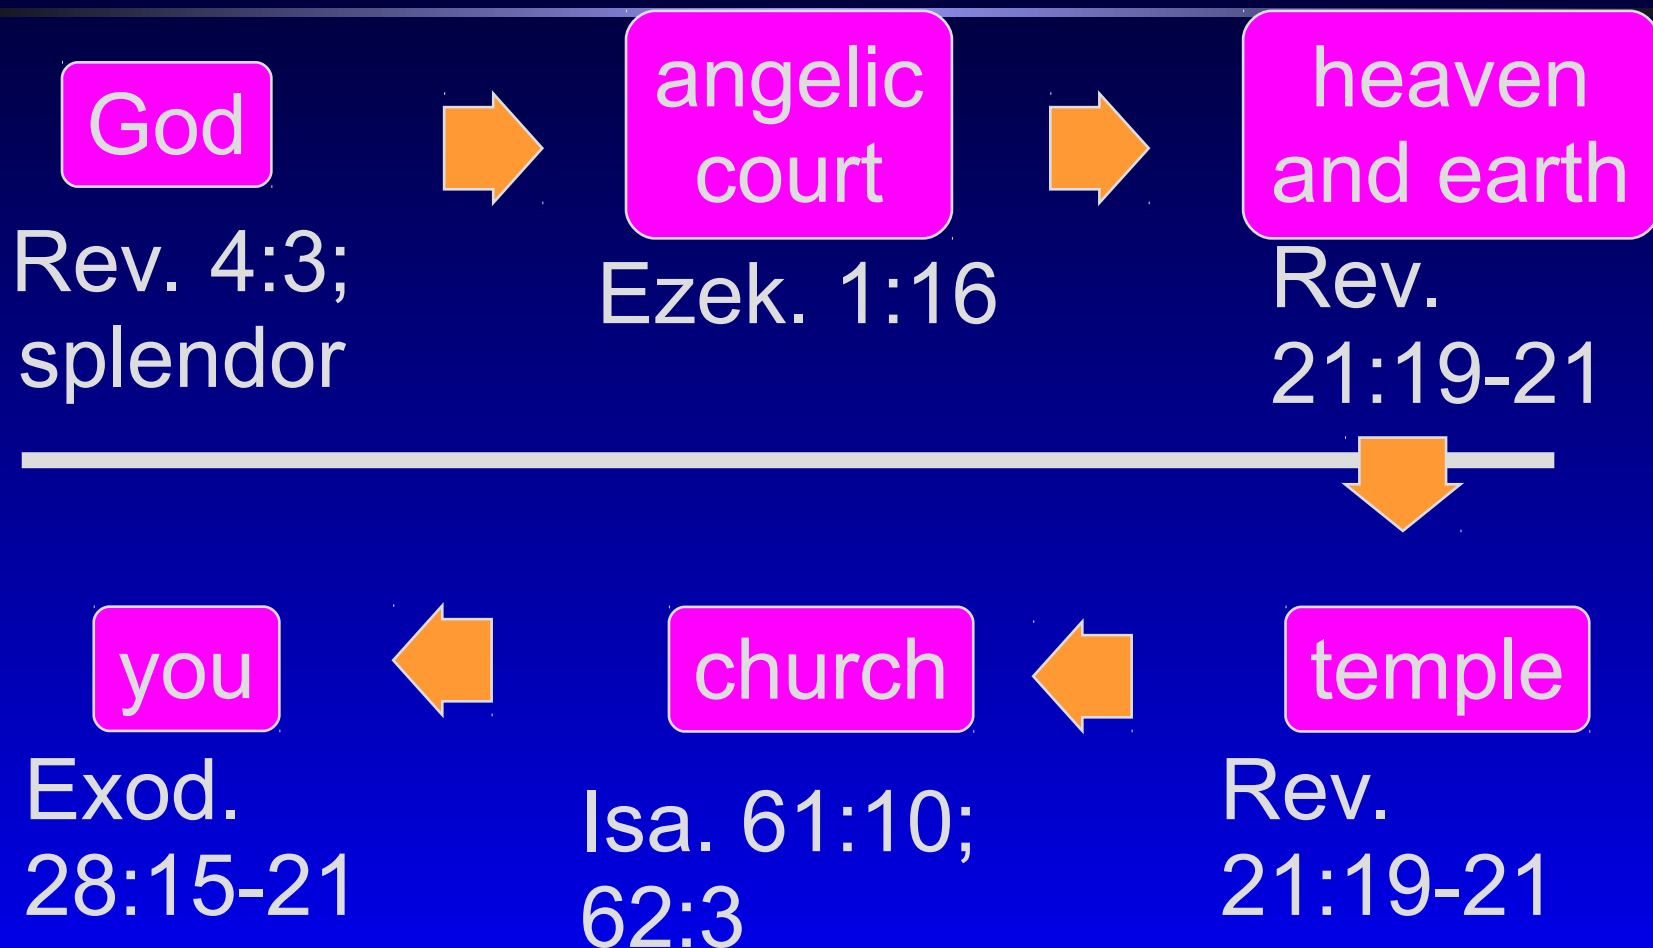 God
angelic
court
heaven
and earth
Rev. 4:3;
splendor
Ezek. 1:16
Rev.
21:19-21
you
church
temple
Exod.
28:15-21
Isa. 61:10;
62:3
Rev.
21:19-21